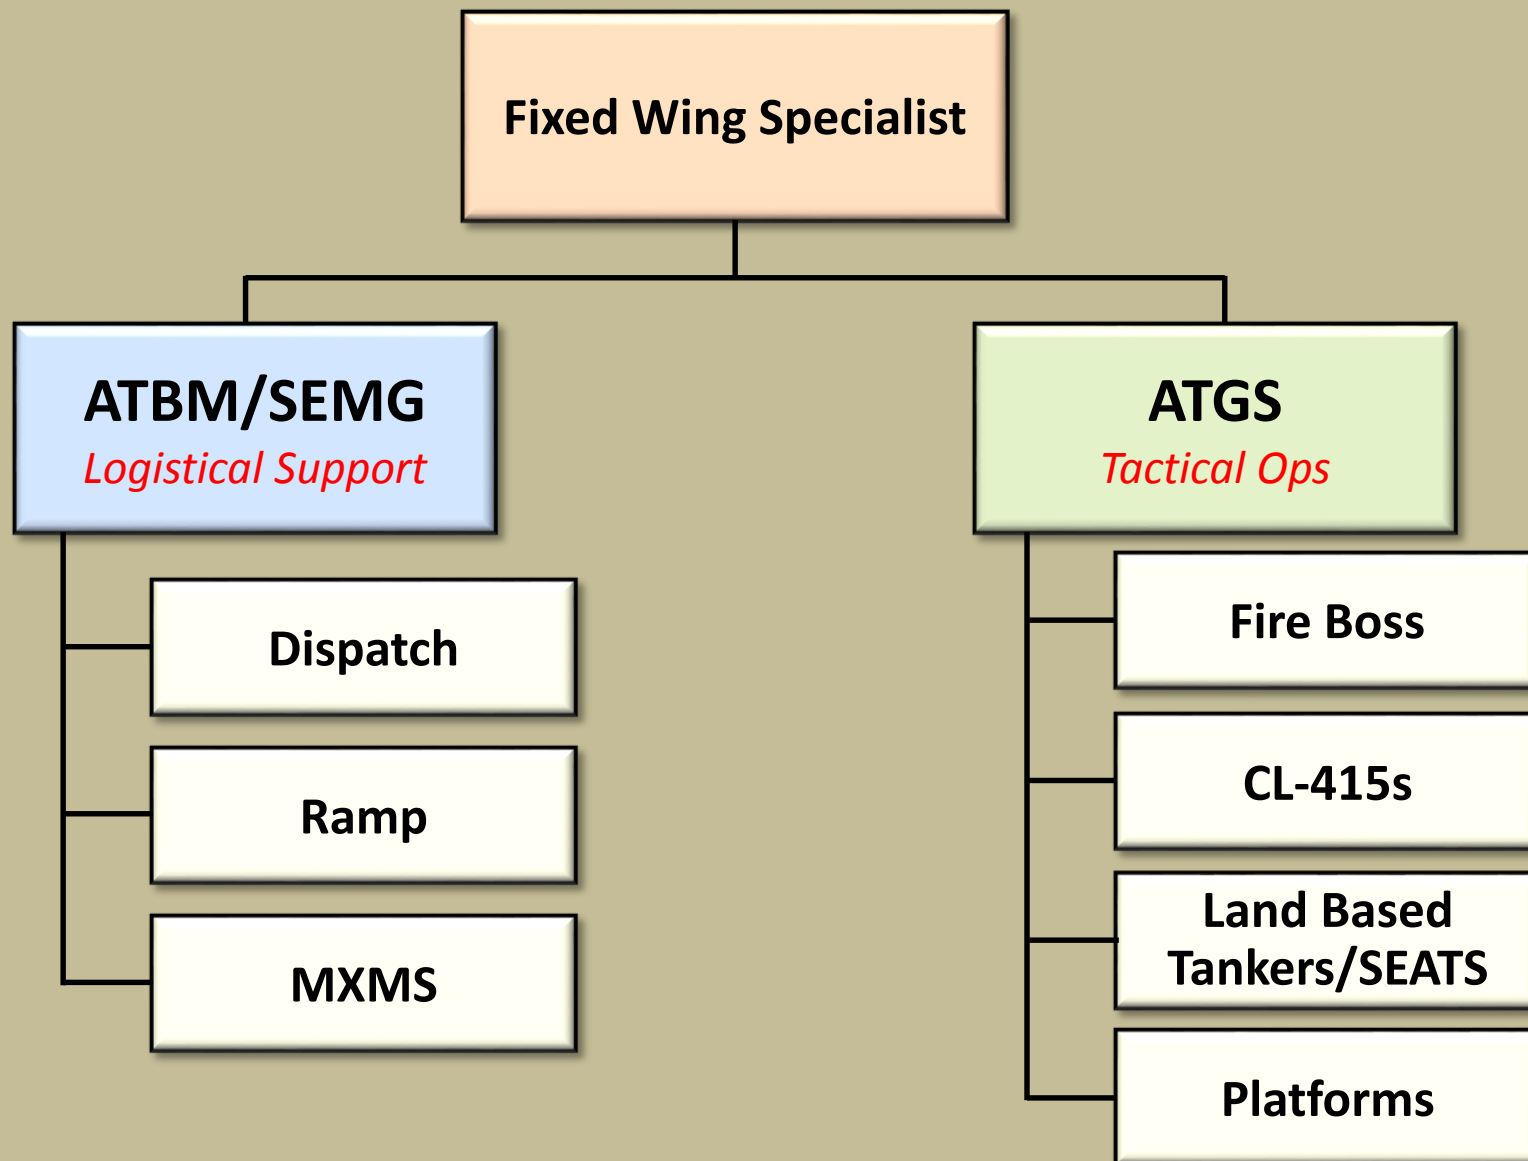 Fixed Wing Specialist
ATBM/SEMG
Logistical Support
Dispatch
Ramp
MXMS
ATGS
Tactical Ops
Fire Boss
CL-415s
Land Based
Tankers/SEATS
Platforms